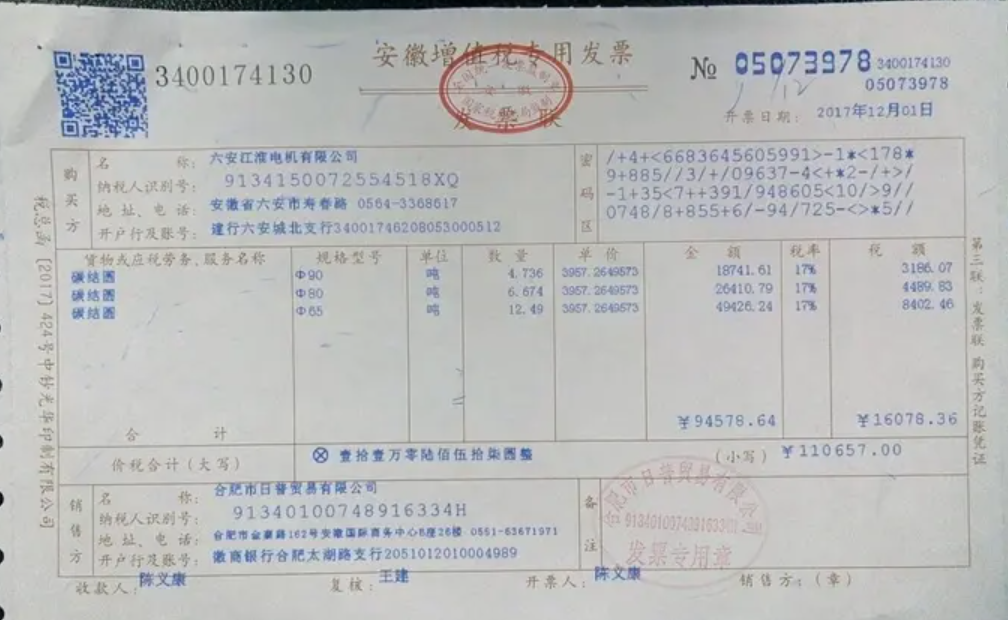 安徽增值税专用发票
发票联
3400174130
№ 05073978
3400174130
05073978
开票日期: 2017年12月01日
税总函〔2017〕424号中钞光华印制有限公司
第三联：发票联 购买方记账凭证
购买方
名称: 六安江淮电机有限公司
纳税人识别号: 9134150072554518XQ
地址、电话: 安徽省六安市寿春路 0564-3368517
开户行及账号: 建行六安城北支行34001746208053000512
密码区
/+4+<6683645605991>-1*<178*
9+885//3/+/09637-4<+*2-/+>/
-1+35<7++391/948605<10/>9//
0748/8+855+6/-94/725-<>*5//
货物或应税劳务、服务名称 规格型号 单位 数量 单价 金额 税率 税额
碳结圆 Φ90 吨 4.736 3957.2649573 18741.61 17% 3186.07
碳结圆 Φ80 吨 6.674 3957.2649573 26410.79 17% 4489.83
碳结圆 Φ65 吨 12.49 3957.2649573 49426.24 17% 8402.46
合计 ¥94578.64 ¥16078.36
价税合计(大写) ⊗ 壹拾壹万零陆佰伍拾柒圆整 (小写) ¥110657.00
销售方
名称: 合肥市日普贸易有限公司
纳税人识别号: 91340100748916334H
地址、电话: 合肥市金寨路162号安徽国际商务中心B座26楼 0551-63671971
开户行及账号: 徽商银行合肥太湖路支行2051012010004989
备注
合肥市日普贸易有限公司
发票专用章
收款人: 陈义康 复核: 王建 开票人: 陈义康 销售方:(章)